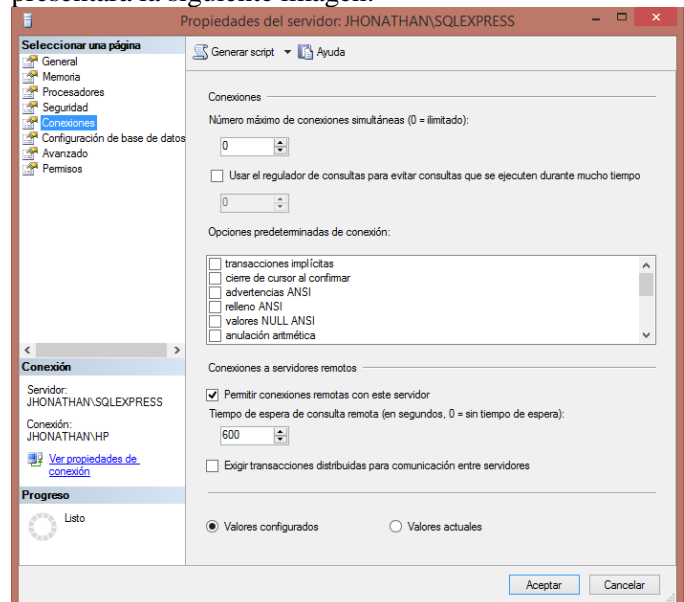 presentará la siguiente imagen:
Propiedades del servidor: JHONATHAN\SQLEXPRESS
Seleccionar una página
General
Memoria
Procesadores
Seguridad
Conexiones
Configuración de base de datos
Avanzado
Permisos
Generar script
Ayuda
Conexiones
Número máximo de conexiones simultáneas (0 = ilimitado):
0
Usar el regulador de consultas para evitar consultas que se ejecuten durante mucho tiempo
0
Opciones predeterminadas de conexión:
transacciones implícitas
cierre de cursor al confirmar
advertencias ANSI
relleno ANSI
valores NULL ANSI
anulación aritmética
Conexiones a servidores remotos
Permitir conexiones remotas con este servidor
Tiempo de espera de consulta remota (en segundos, 0 = sin tiempo de espera):
600
Exigir transacciones distribuidas para comunicación entre servidores
Valores configurados
Valores actuales
Conexión
Servidor:
JHONATHAN\SQLEXPRESS
Conexión:
JHONATHAN\HP
Ver propiedades de
conexión
Progreso
Listo
Aceptar
Cancelar